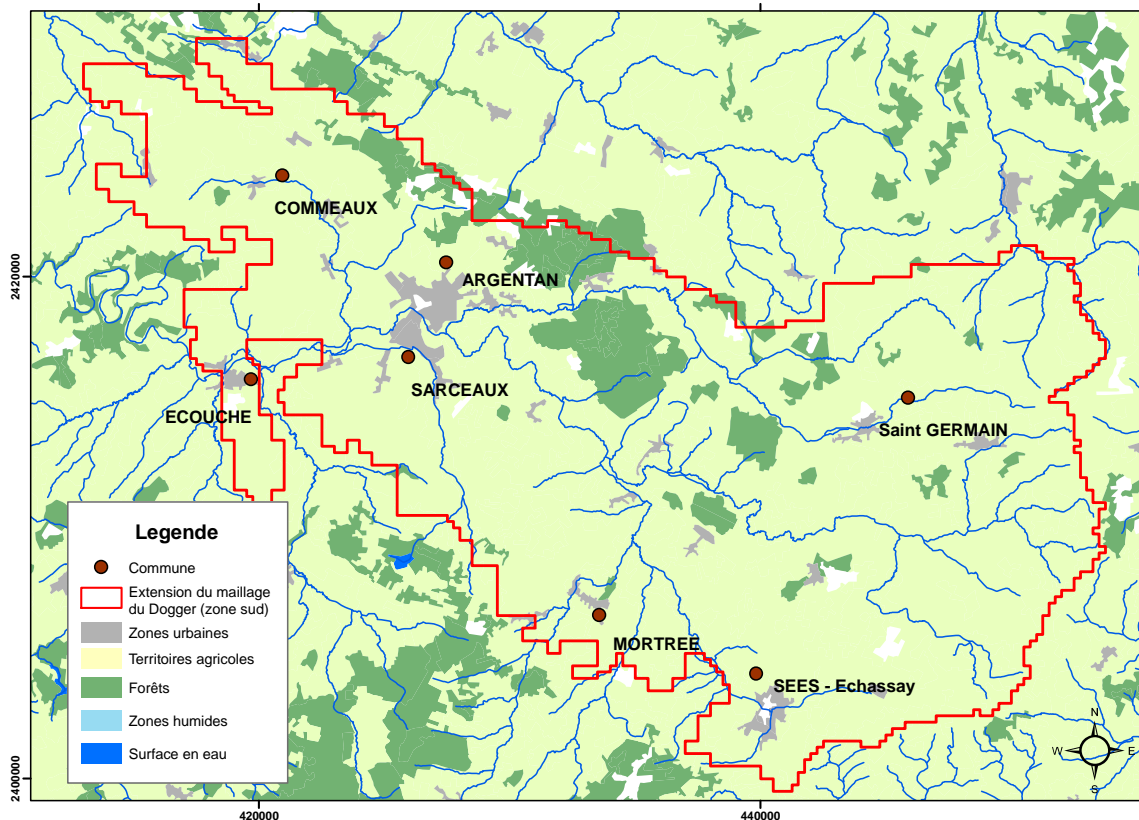 COMMEAUX
ARGENTAN
SARCEAUX
ECOUCHE
Saint GERMAIN
MORTREE
SEES - Echassay
Legende
Commune
Extension du maillage
du Dogger (zone sud)
Zones urbaines
Territoires agricoles
Forêts
Zones humides
Surface en eau
N
W
E
S
2420000
2400000
420000
440000